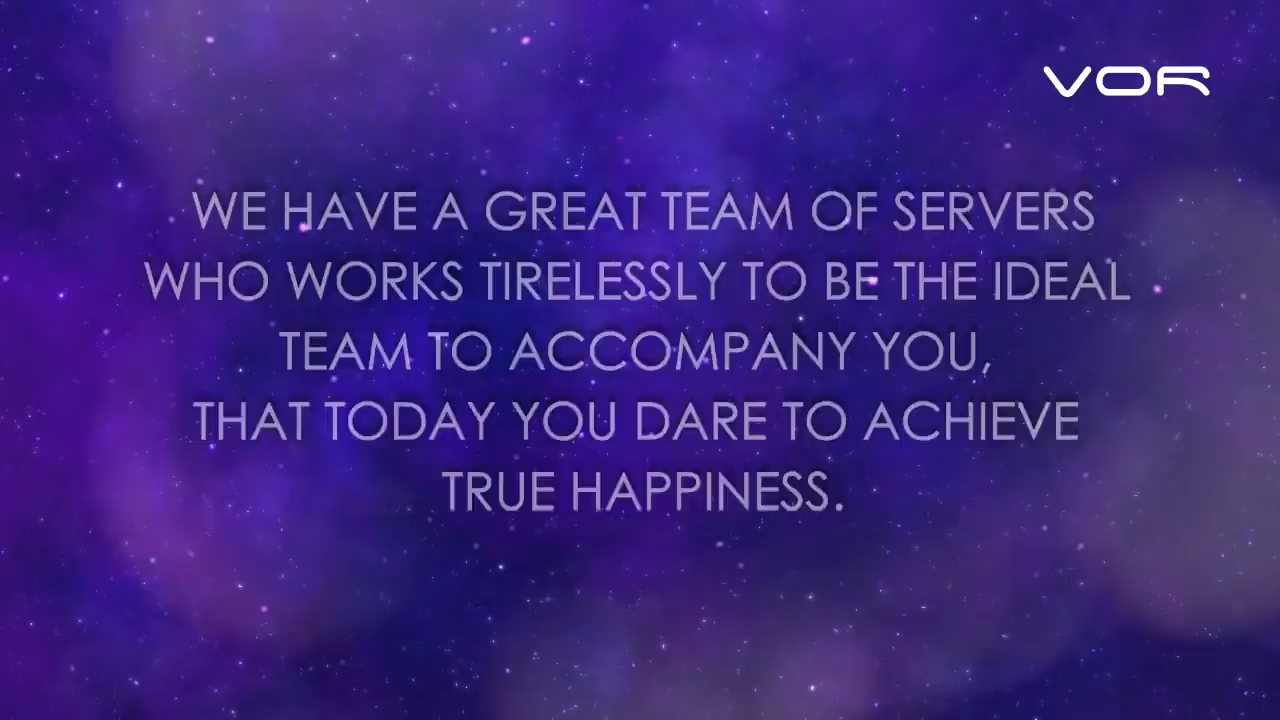 VOR
WE HAVE A GREAT TEAM OF SERVERS
WHO WORKS TIRELESSLY TO BE THE IDEAL
TEAM TO ACCOMPANY YOU,
THAT TODAY YOU DARE TO ACHIEVE
TRUE HAPPINESS.